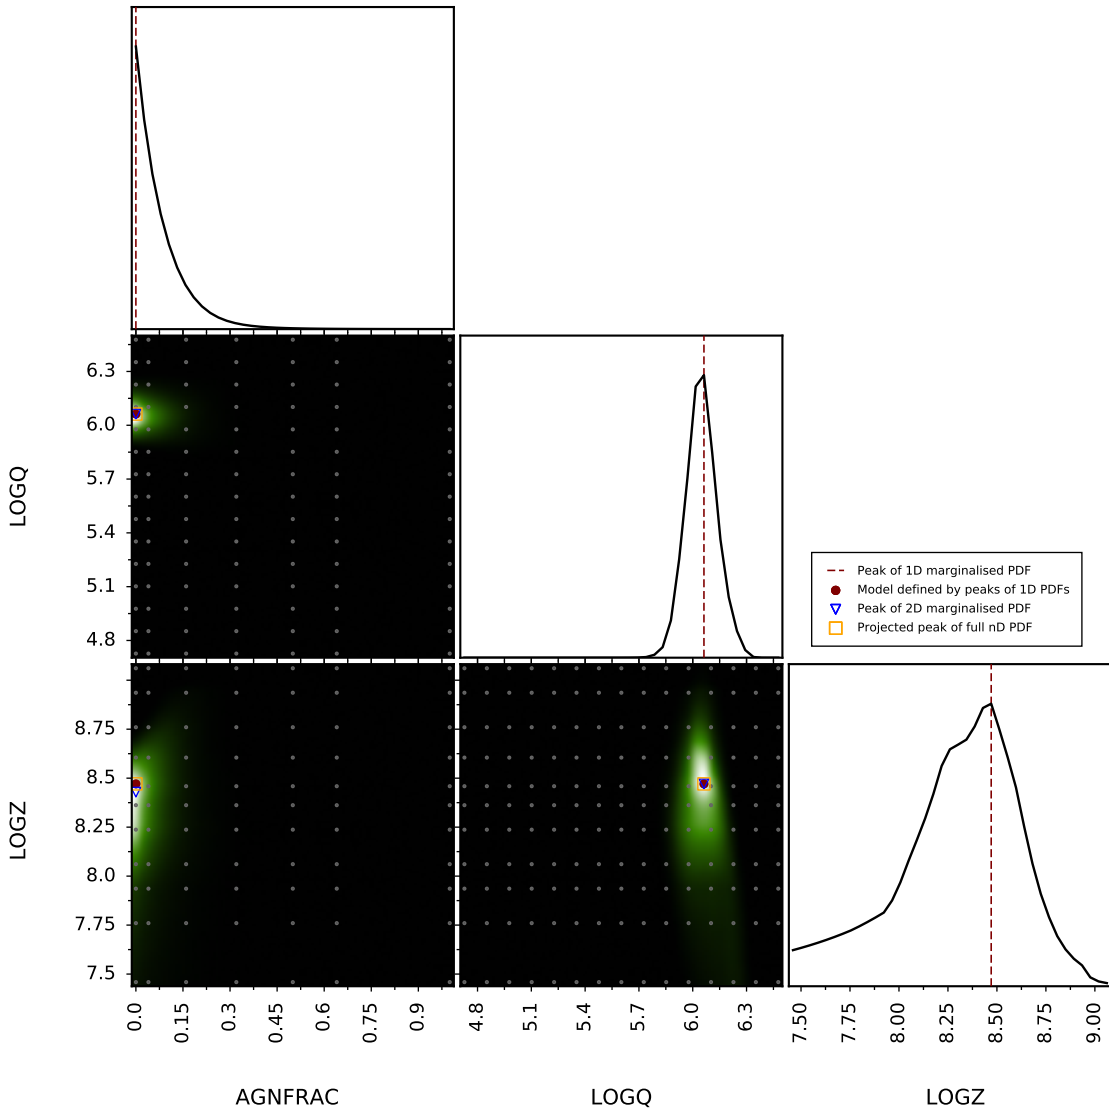 LOGQ
6.3
6.0
5.7
5.4
5.1
4.8
Peak of 1D marginalised PDF
Model defined by peaks of 1D PDFs
Peak of 2D marginalised PDF
Projected peak of full nD PDF
LOGZ
8.75
8.5
8.25
8.0
7.75
7.5
0.0 0.15 0.3 0.45 0.6 0.75 0.9
4.8 5.1 5.4 5.7 6.0 6.3
7.50 7.75 8.00 8.25 8.50 8.75 9.00
AGNFRAC
LOGQ
LOGZ